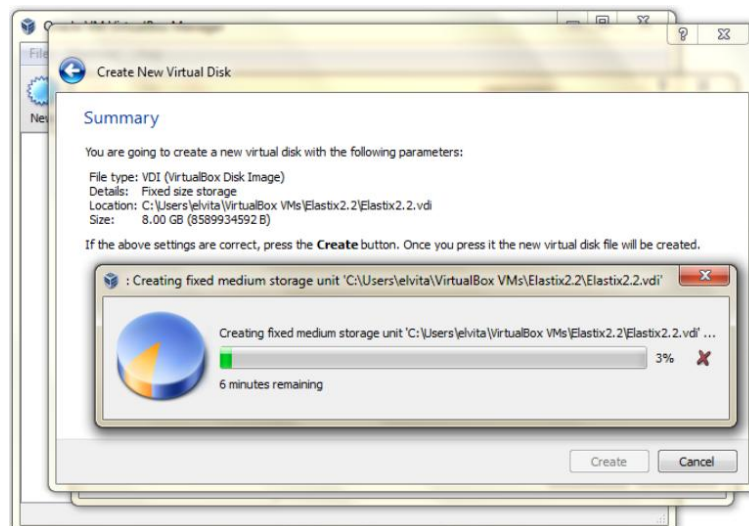 File
New
Create New Virtual Disk
Summary
You are going to create a new virtual disk with the following parameters:
File type: VDI (VirtualBox Disk Image)
Details: Fixed size storage
Location: C:\Users\elvita\VirtualBox VMs\Elastix2.2\Elastix2.2.vdi
Size: 8.00 GB (8589934592 B)
If the above settings are correct, press the Create button. Once you press it the new virtual disk file will be created.
: Creating fixed medium storage unit 'C:\Users\elvita\VirtualBox VMs\Elastix2.2\Elastix2.2.vdi'
Creating fixed medium storage unit 'C:\Users\elvita\VirtualBox VMs\Elastix2.2\Elastix2.2.vdi' ...
3%
6 minutes remaining
Create
Cancel